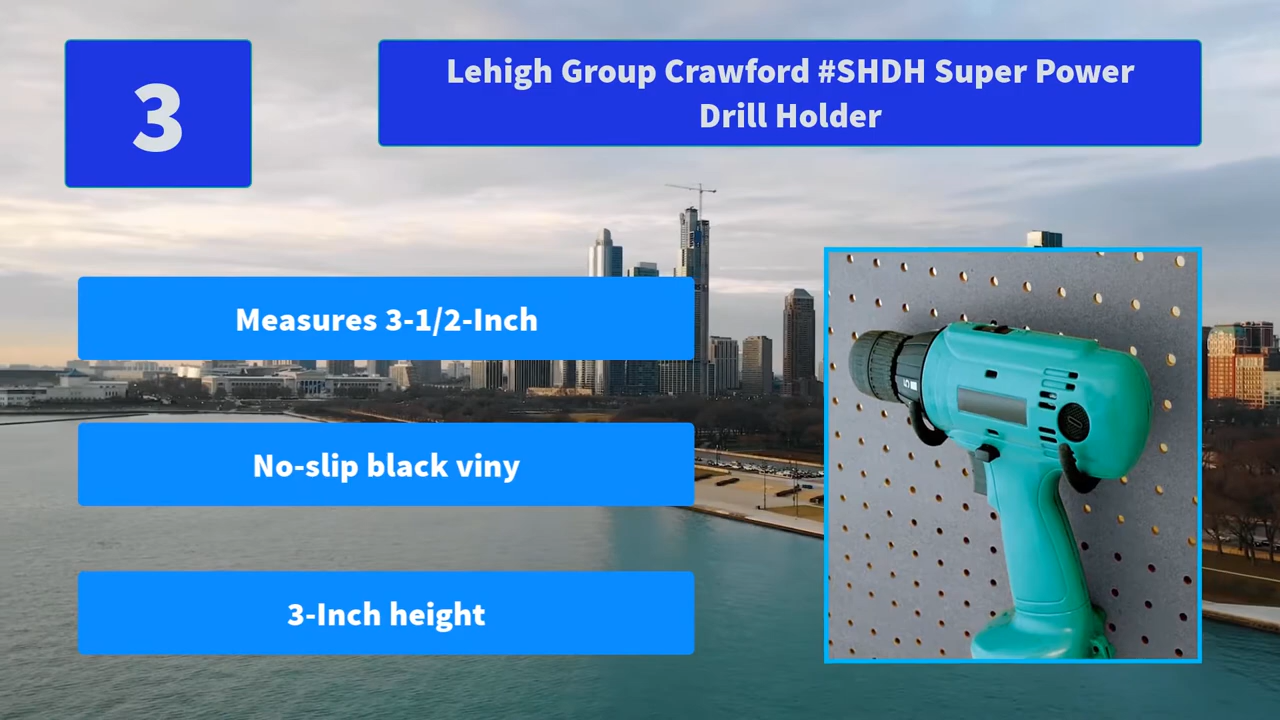 3
Lehigh Group Crawford #SHDH Super Power
Drill Holder
Measures 3-1/2-Inch
No-slip black viny
3-Inch height